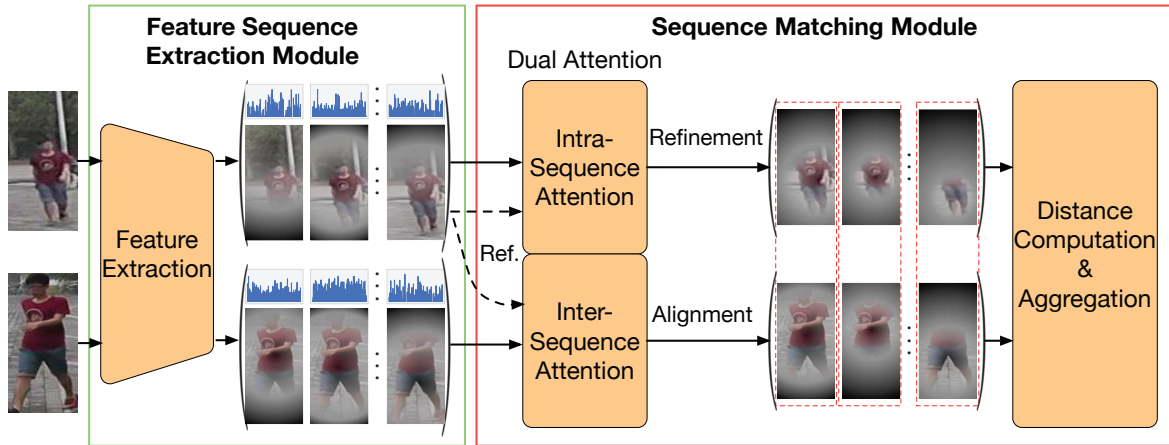 Feature Sequence
Extraction Module
Sequence Matching Module
Dual Attention
Feature
Extraction
Intra-
Sequence
Attention
Refinement
Ref.
Inter-
Sequence
Attention
Alignment
Distance
Computation
&
Aggregation